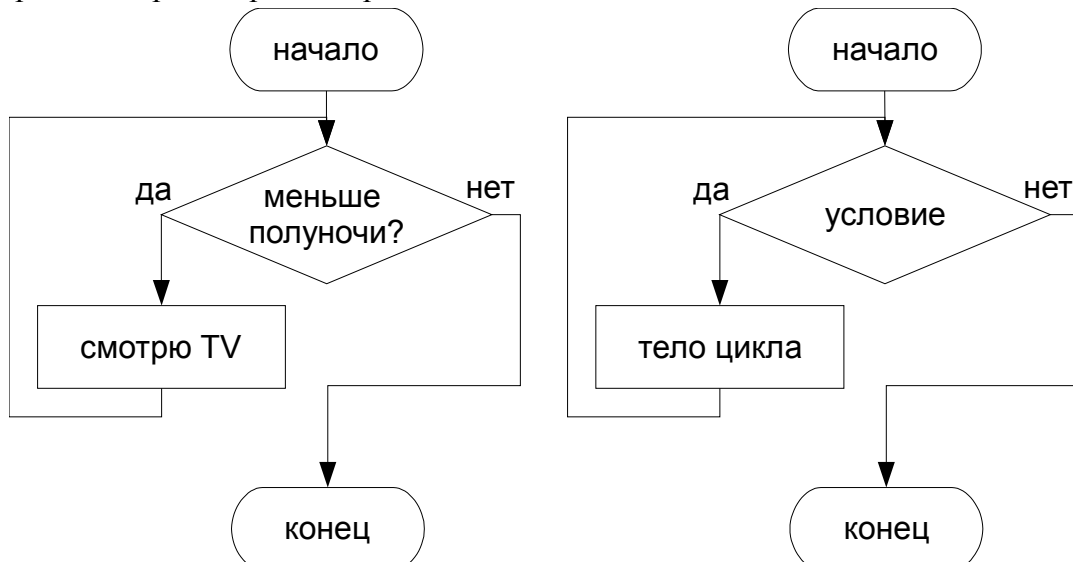 начало
да
меньше
полуночи?
нет
смотрю TV
конец
начало
да
условие
нет
тело цикла
конец